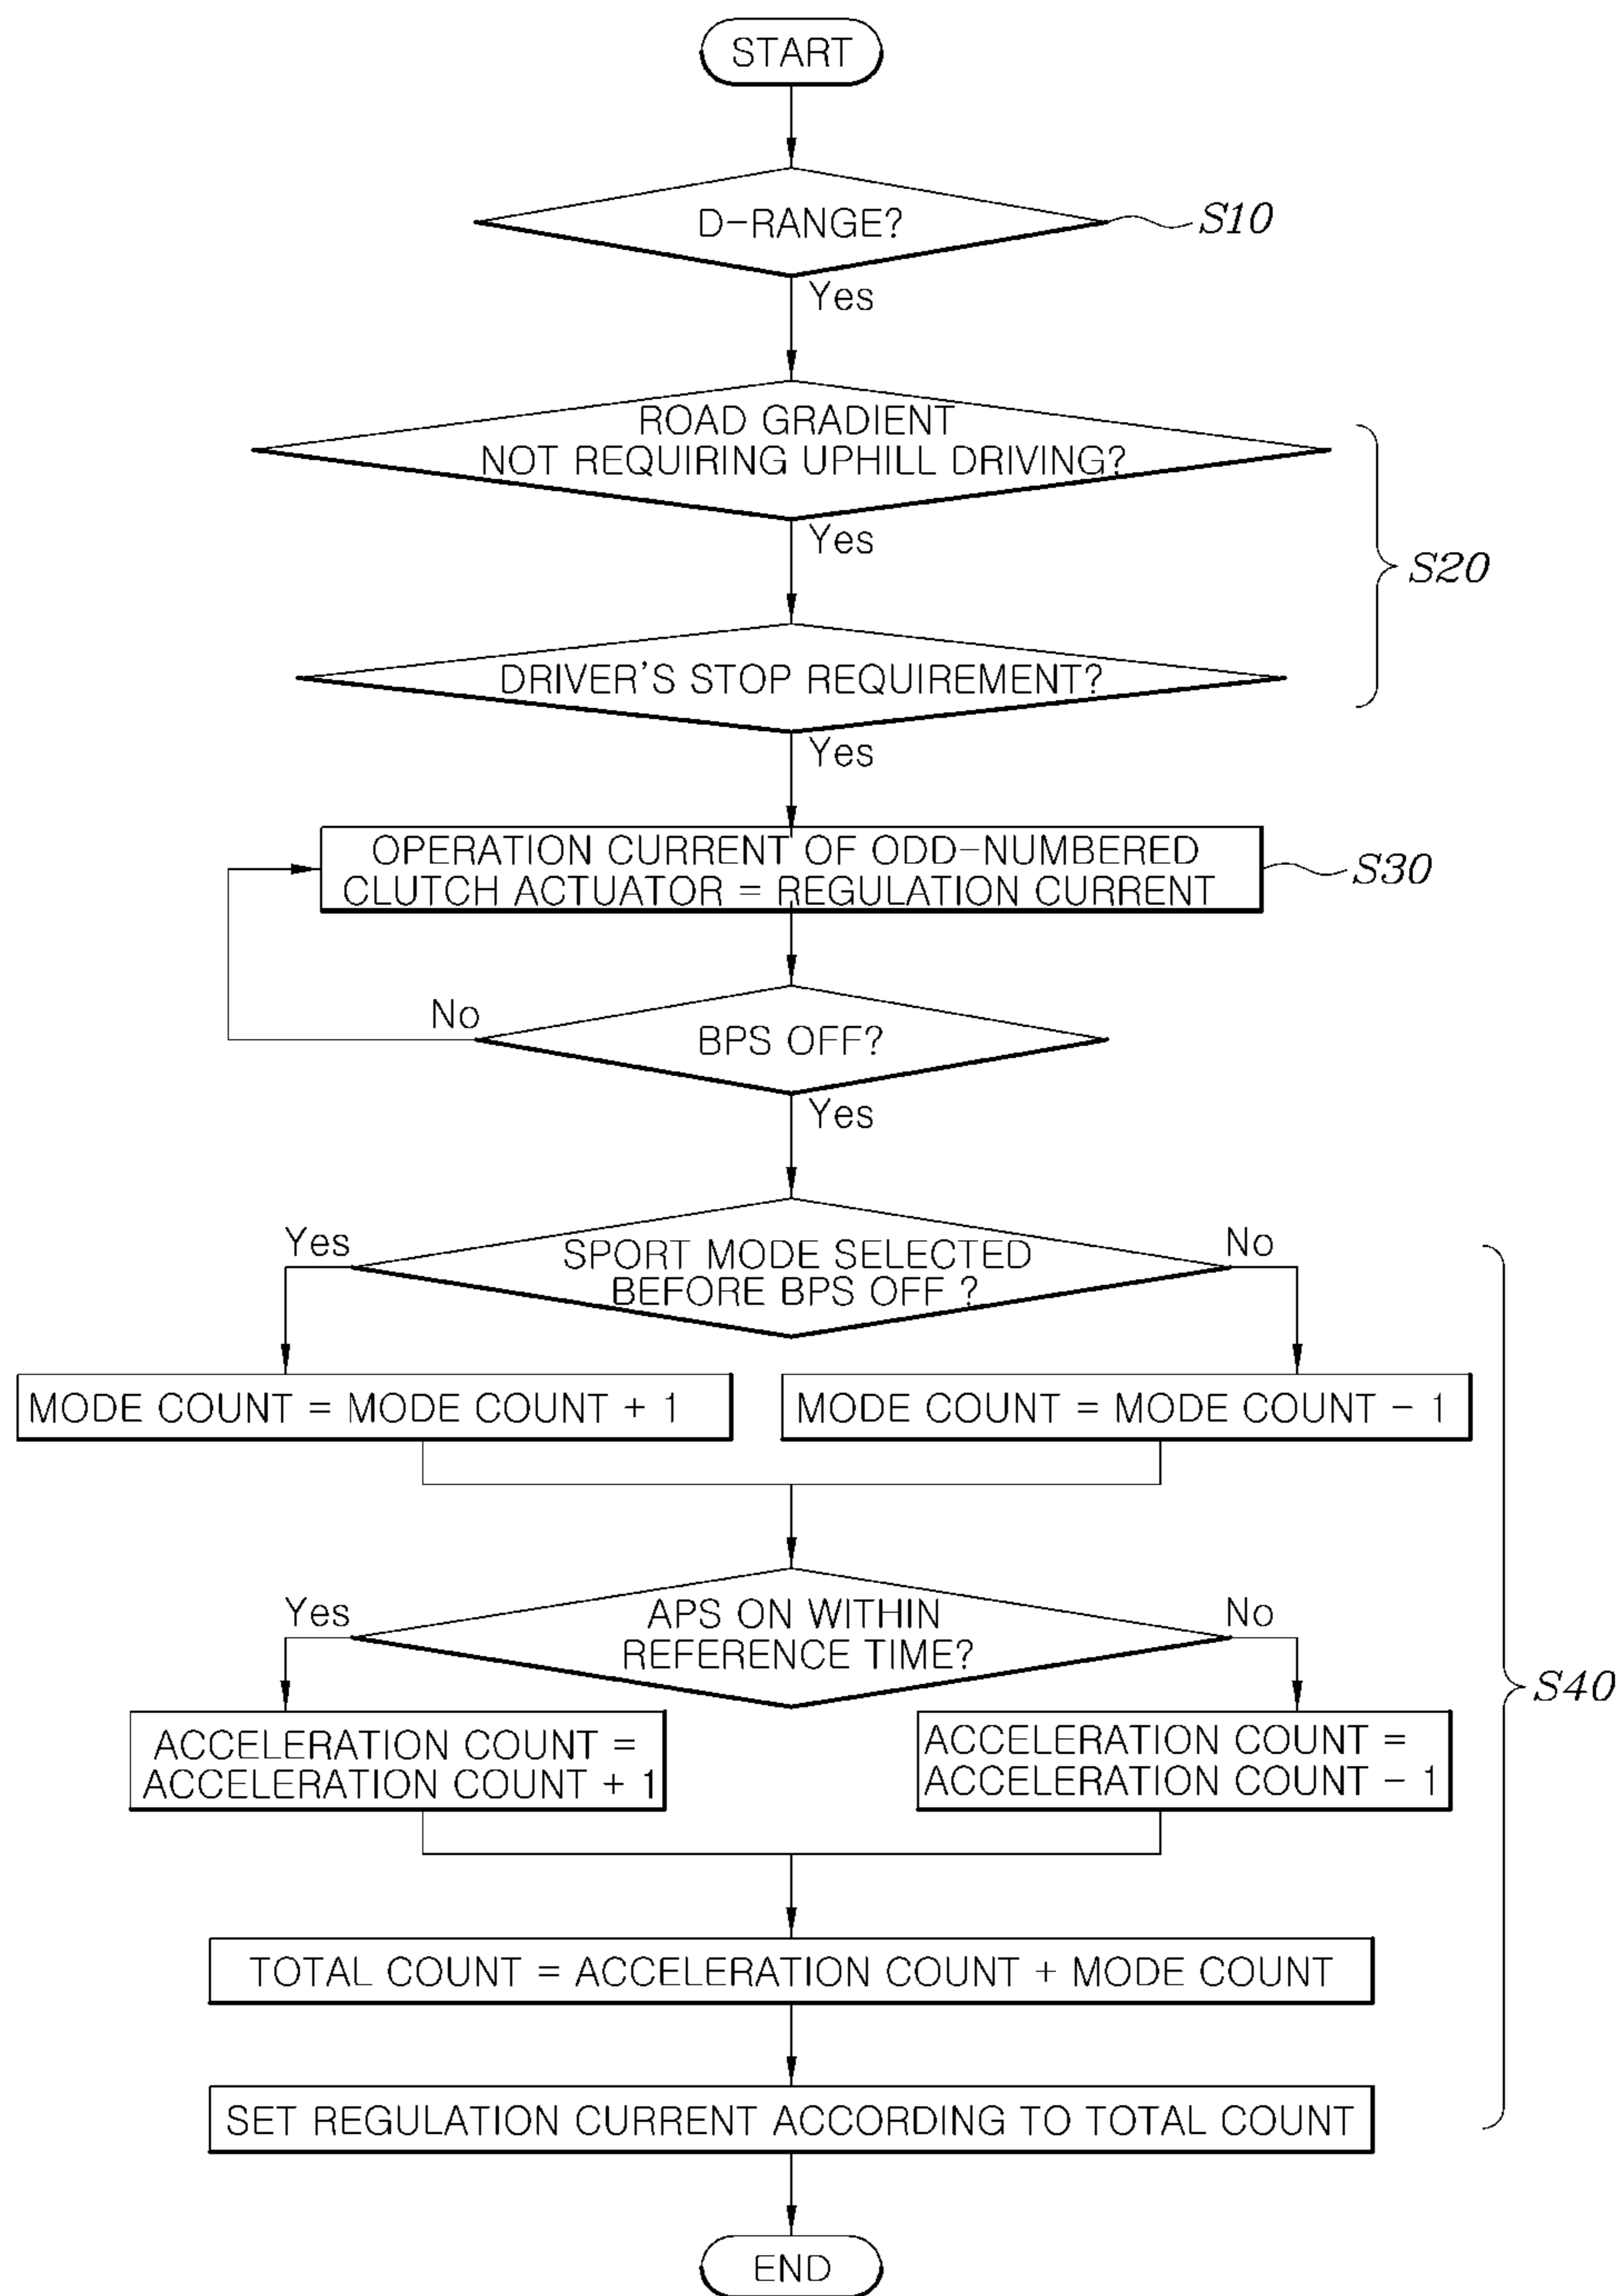 START
D-RANGE?
S10
Yes
ROAD GRADIENT
NOT REQUIRING UPHILL DRIVING?
Yes
S20
DRIVER'S STOP REQUIREMENT?
Yes
OPERATION CURRENT OF ODD-NUMBERED
CLUTCH ACTUATOR = REGULATION CURRENT
S30
No
BPS OFF?
Yes
Yes
SPORT MODE SELECTED
BEFORE BPS OFF ?
No
MODE COUNT = MODE COUNT + 1
MODE COUNT = MODE COUNT - 1
Yes
APS ON WITHIN
REFERENCE TIME?
No
S40
ACCELERATION COUNT =
ACCELERATION COUNT + 1
ACCELERATION COUNT =
ACCELERATION COUNT - 1
TOTAL COUNT = ACCELERATION COUNT + MODE COUNT
SET REGULATION CURRENT ACCORDING TO TOTAL COUNT
END